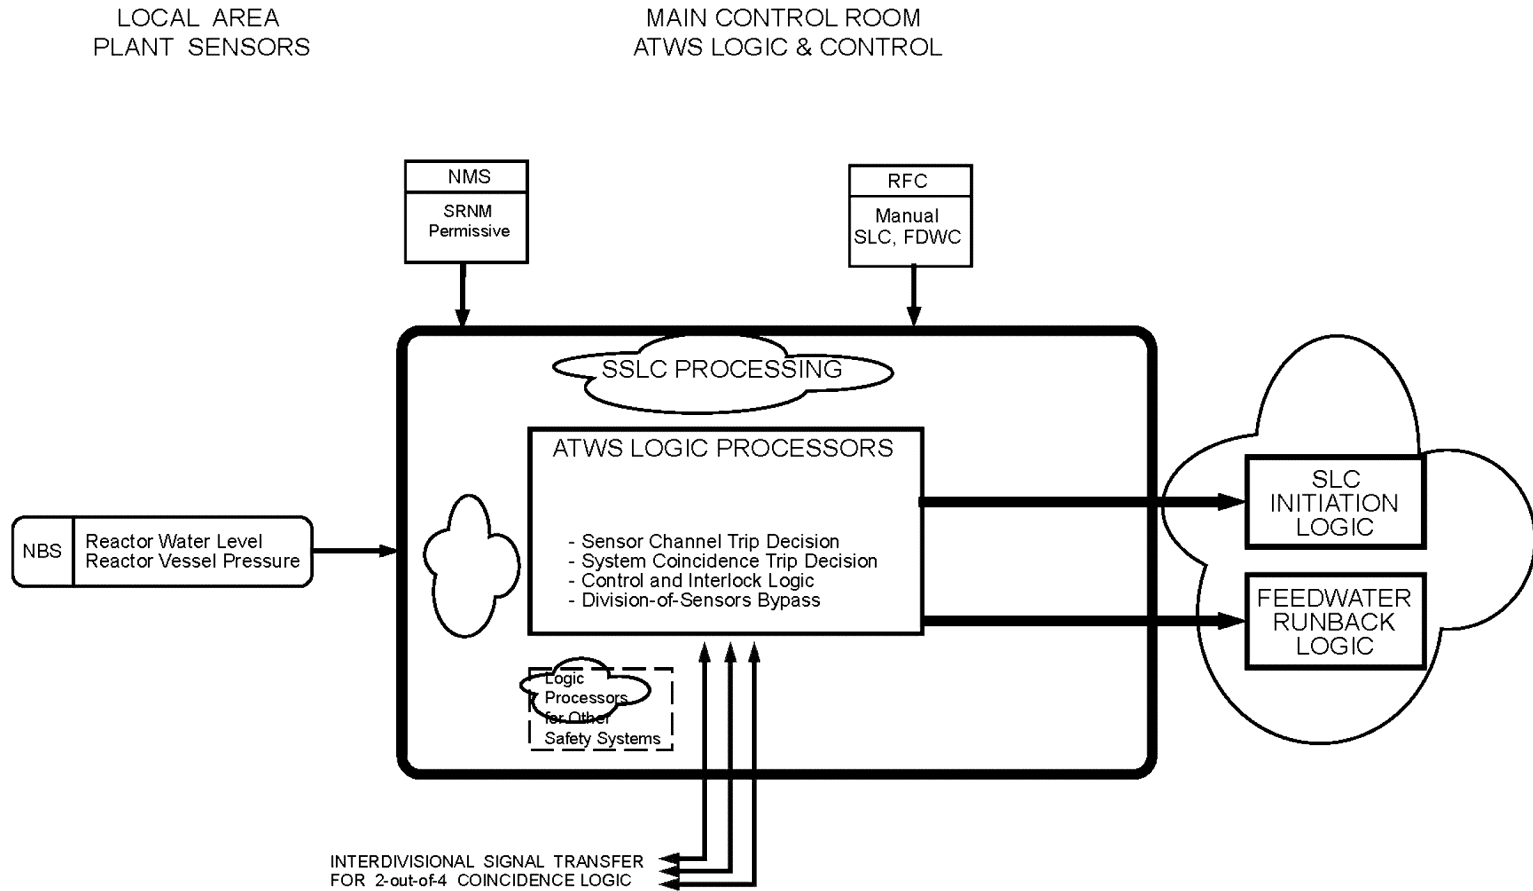 LOCAL AREA
PLANT SENSORS
MAIN CONTROL ROOM
ATWS LOGIC & CONTROL
NMS
SRNM
Permissive
RFC
Manual
SLC, FDWC
SSLC PROCESSING
ATWS LOGIC PROCESSORS
- Sensor Channel Trip Decision
- System Coincidence Trip Decision
- Control and Interlock Logic
- Division-of-Sensors Bypass
NBS
Reactor Water Level
Reactor Vessel Pressure
SLC
INITIATION
LOGIC
FEEDWATER
RUNBACK
LOGIC
Logic
Processors
for Other
Safety Systems
INTERDIVISIONAL SIGNAL TRANSFER
FOR 2-out-of-4 COINCIDENCE LOGIC